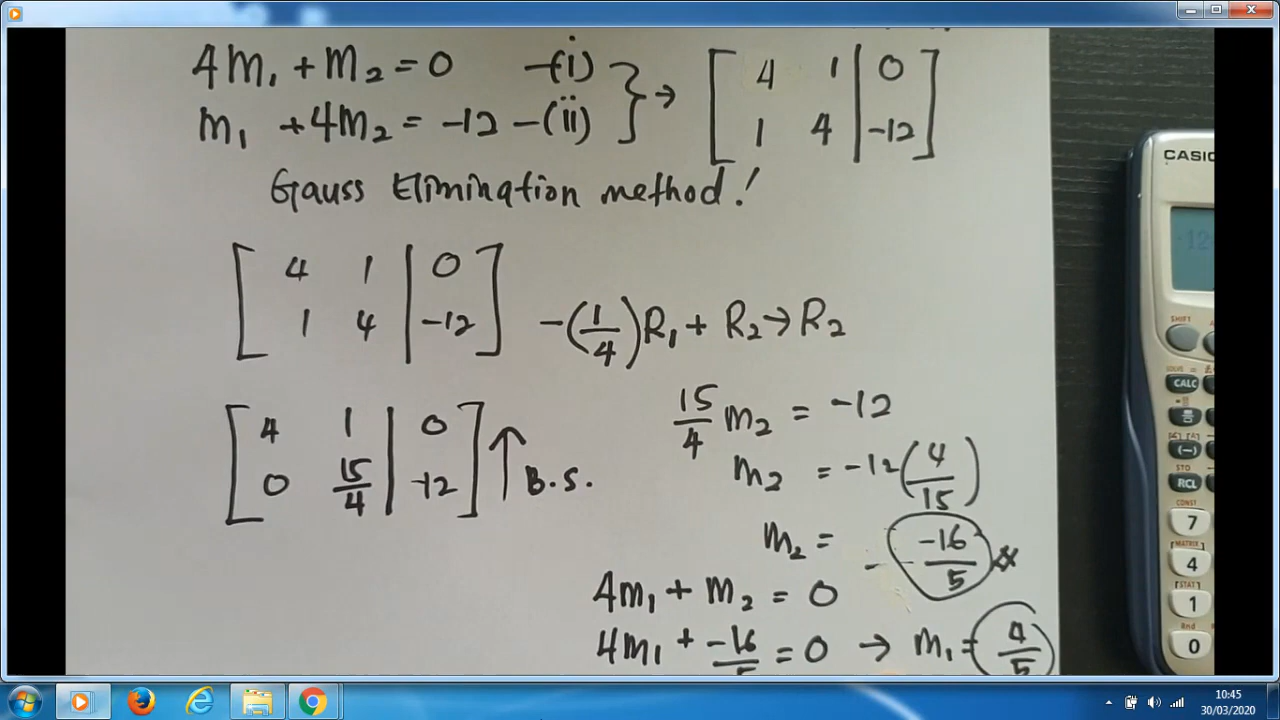 4m₁ + m₂ = 0 -(i) } → [ 4 1 | 0 ]
m₁ + 4m₂ = -12 -(ii) [ 1 4 | -12 ]
Gauss Elimination method!
[ 4 1 | 0 ]
[ 1 4 | -12 ] -(1/4)R₁ + R₂ → R₂
[ 4 1 | 0 ]
[ 0 15/4 | -12 ] ↑ B.S.
15/4 m₂ = -12
m₂ = -12(4/15)
m₂ = -16/5
4m₁ + m₂ = 0
4m₁ + -16/5 = 0 → m₁ = 4/5
CASIO
SHIFT
CALC
(-)
STO
RCL
CONST
7
[MATRIX]
4
[STAT]
1
Rnd
0
10:45
30/03/2020